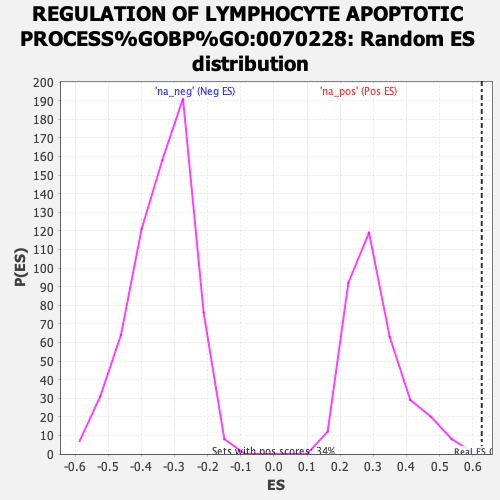 REGULATION OF LYMPHOCYTE APOPTOTIC
PROCESS%GOBP%GO:0070228: Random ES
distribution
200
190
180
170
160
150
140
130
120
110
100
90
80
70
60
50
40
30
20
10
0
P(ES)
'na_neg' (Neg ES)
'na_pos' (Pos ES)
Sets with pos scores: 34%
Real ES 0
-0.6 -0.5 -0.4 -0.3 -0.2 -0.1 0.0 0.1 0.2 0.3 0.4 0.5 0.6
ES